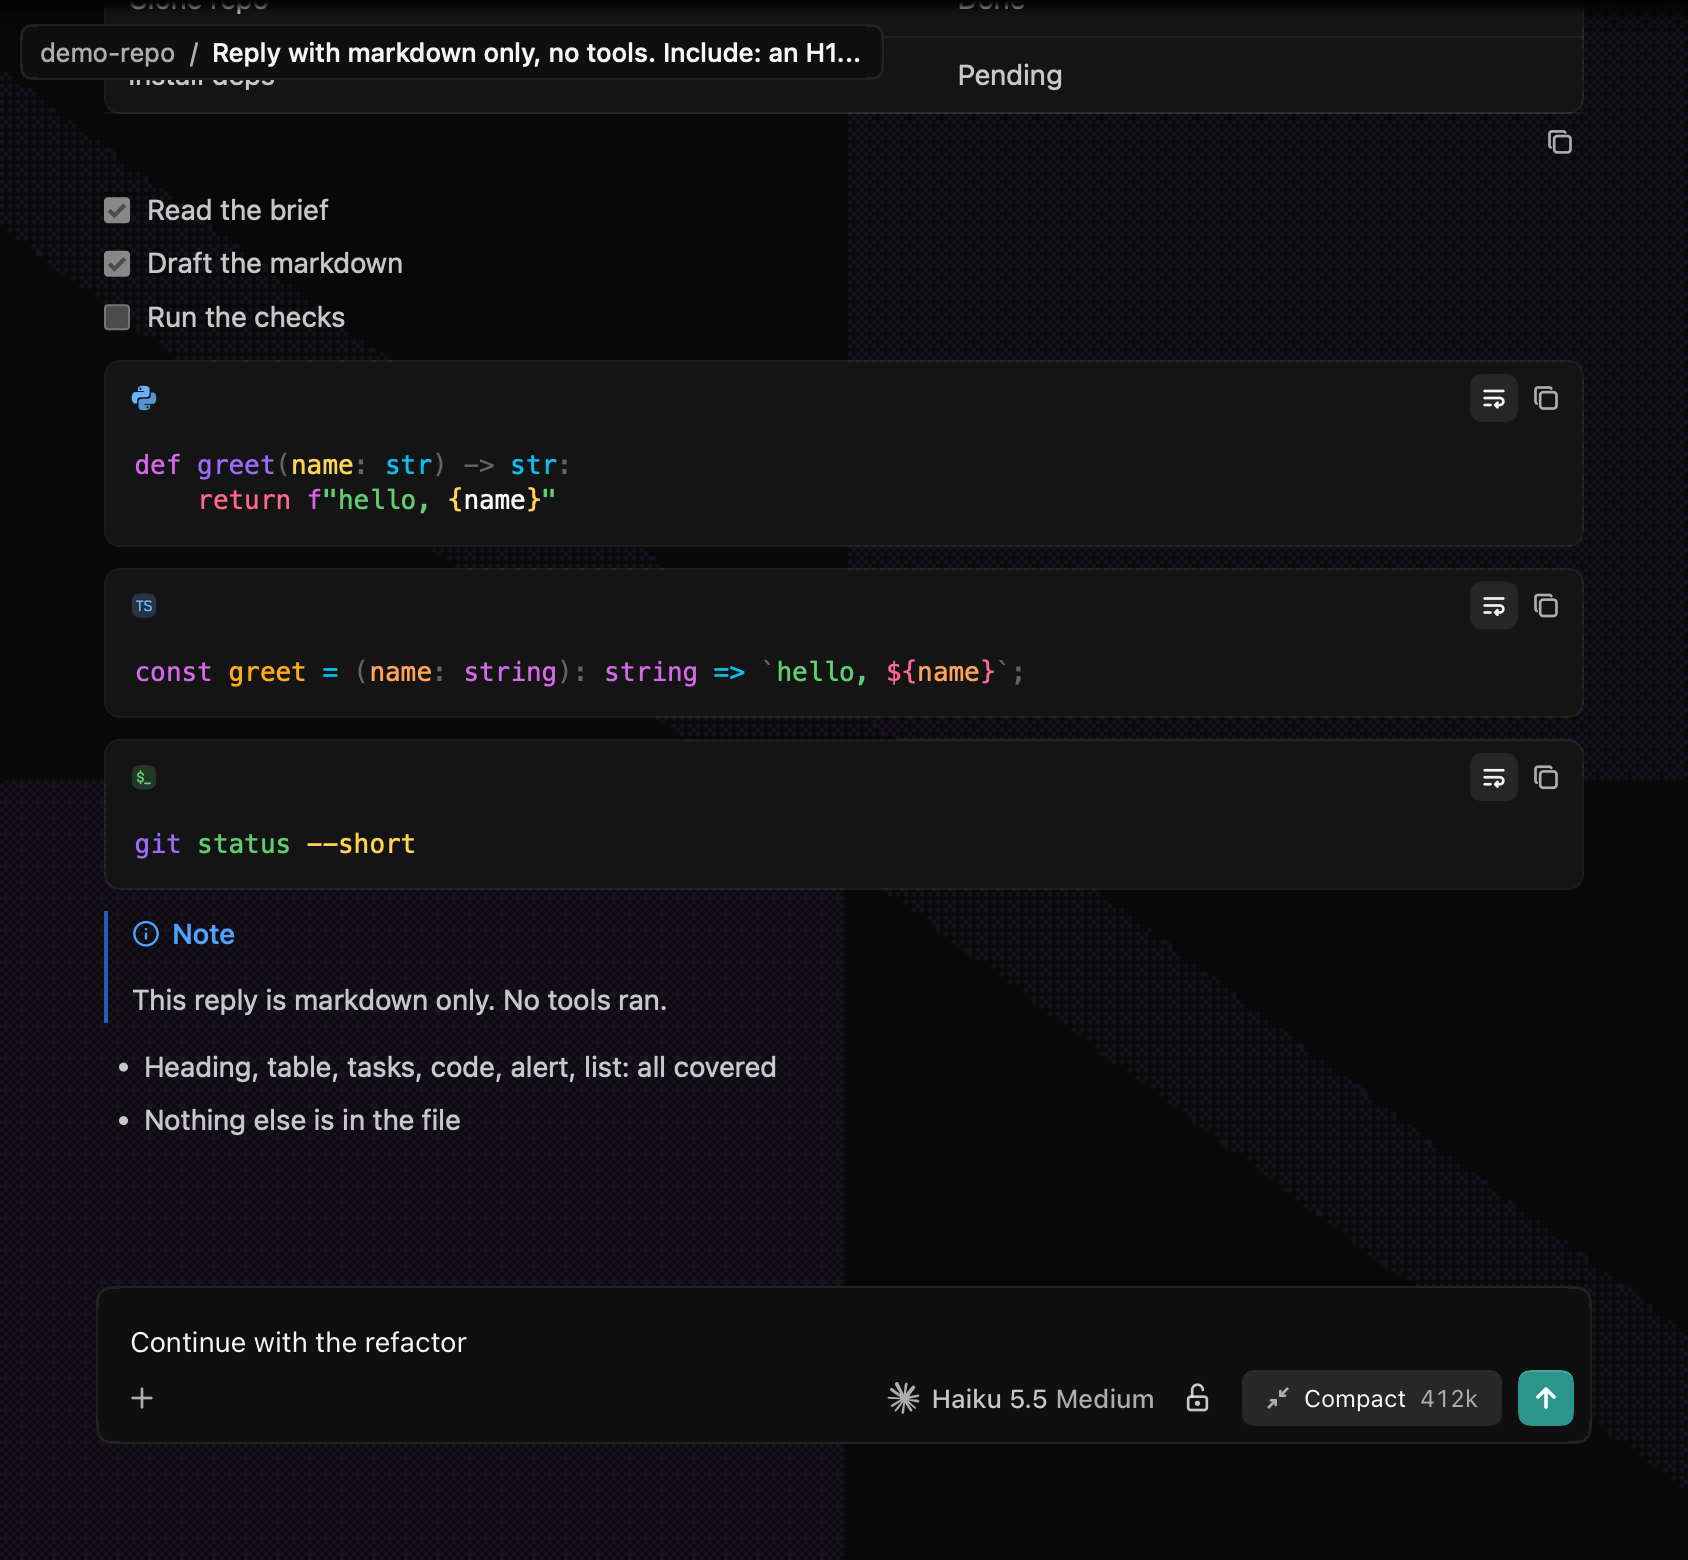 demo-repo / Reply with markdown only, no tools. Include: an H1...
Pending
Read the brief
Draft the markdown
Run the checks
def greet(name: str) -> str:
    return f"hello, {name}"
TS
const greet = (name: string): string => `hello, ${name}`;
$_
git status --short
Note
This reply is markdown only. No tools ran.
• Heading, table, tasks, code, alert, list: all covered
• Nothing else is in the file
Continue with the refactor
Haiku 5.5 Medium
Compact 412k